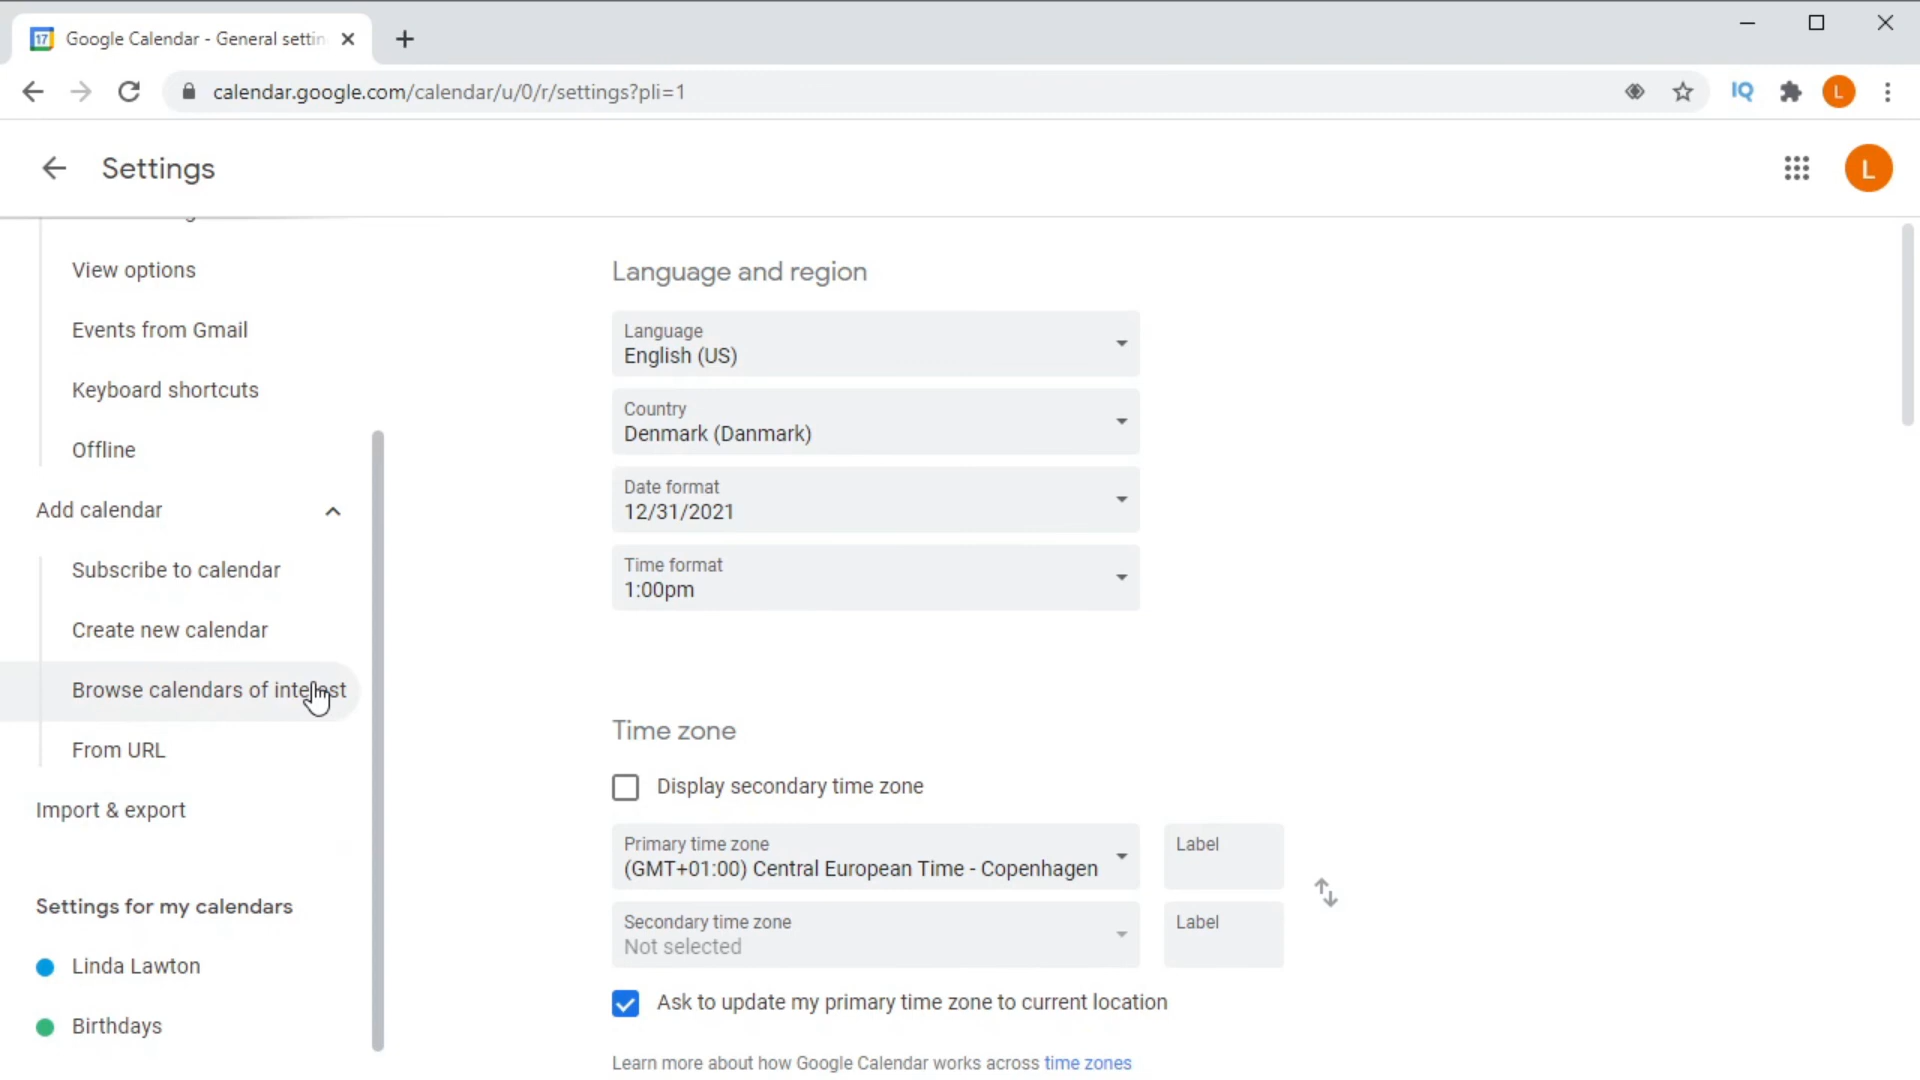 17
Google Calendar - General settin
calendar.google.com/calendar/u/0/r/settings?pli=1
IQ
L
Settings
L
View options
Events from Gmail
Keyboard shortcuts
Offline
Add calendar
Subscribe to calendar
Create new calendar
Browse calendars of interest
From URL
Import & export
Settings for my calendars
Linda Lawton
Birthdays
Language and region
Language
English (US)
Country
Denmark (Danmark)
Date format
12/31/2021
Time format
1:00pm
Time zone
Display secondary time zone
Primary time zone
(GMT+01:00) Central European Time - Copenhagen
Label
Secondary time zone
Not selected
Label
Ask to update my primary time zone to current location
Learn more about how Google Calendar works across time zones